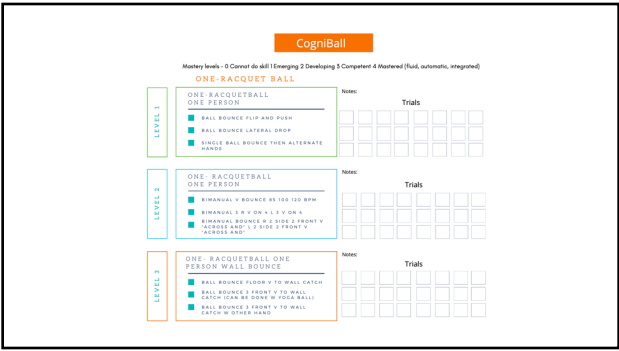 CogniBall
Mastery levels - 0 Cannot do skill 1 Emerging 2 Developing 3 Competent 4 Mastered (fluid, automatic, integrated)
ONE-RACQUET BALL
LEVEL 1
ONE-RACQUETBALL
ONE PERSON
BALL BOUNCE FLIP AND PUSH
BALL BOUNCE LATERAL DROP
SINGLE BALL BOUNCE THEN ALTERNATE
HANDS
Notes:
Trials
LEVEL 2
ONE- RACQUETBALL
ONE PERSON
BIMANUAL V BOUNCE 85 100 120 BPM
BIMANUAL 3 R V ON 4 L 3 V ON 4
BIMANUAL BOUNCE R 2 SIDE 2 FRONT V
"ACROSS AND" L 2 SIDE 2 FRONT V
"ACROSS AND"
Notes:
Trials
LEVEL 3
ONE- RACQUETBALL ONE
PERSON WALL BOUNCE
BALL BOUNCE FLOOR V TO WALL CATCH
BALL BOUNCE 3 FRONT V TO WALL
CATCH (CAN BE DONE W YOGA BALL)
BALL BOUNCE 3 FRONT V TO WALL
CATCH W OTHER HAND
Notes:
Trials